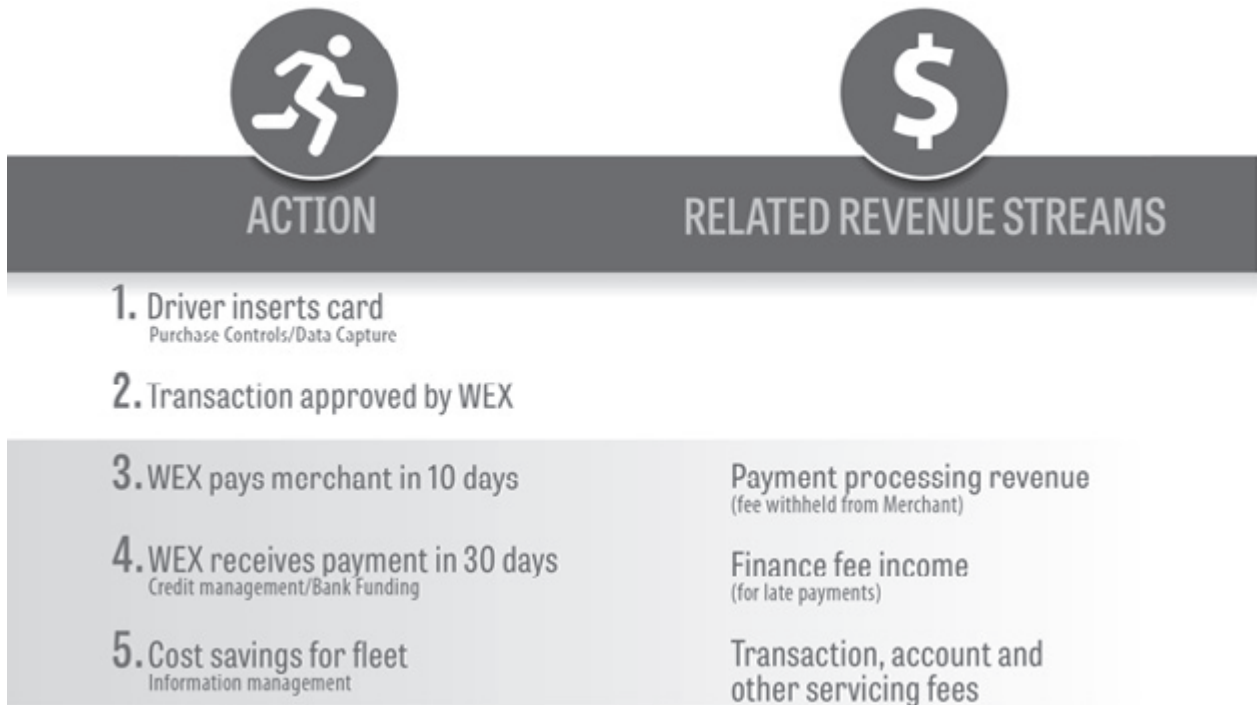 $
ACTION
RELATED REVENUE STREAMS
1. Driver inserts card
Purchase Controls/Data Capture
2. Transaction approved by WEX
3. WEX pays merchant in 10 days
Payment processing revenue
(fee withheld from Merchant)
4. WEX receives payment in 30 days
Credit management/Bank Funding
Finance fee income
(for late payments)
5. Cost savings for fleet
Information management
Transaction, account and
other servicing fees